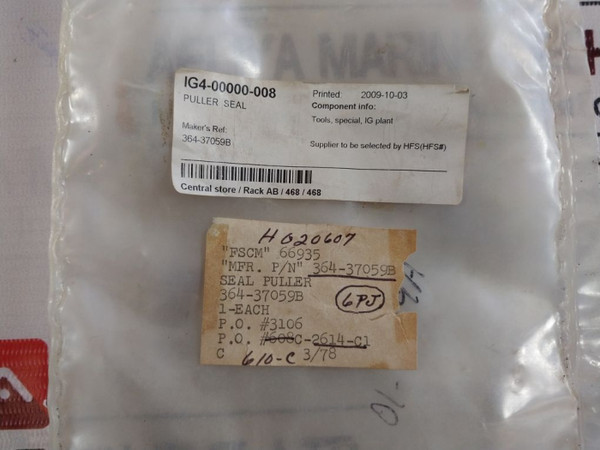 IG4-00000-008
PULLER SEAL
Printed: 2009-10-03
Component info:
Tools, special, IG plant
Maker's Ref:
364-37059B
Supplier to be selected by HFS(HFS#)
Central store / Rack AB / 468 / 468
HG20607
"FSCM" 66935
"MFR. P/N" 364-37059B
SEAL PULLER
364-37059B
6PJ
1-EACH
P.O. #3106
P.O. #608C-2614-C1
C 610-C 3/78